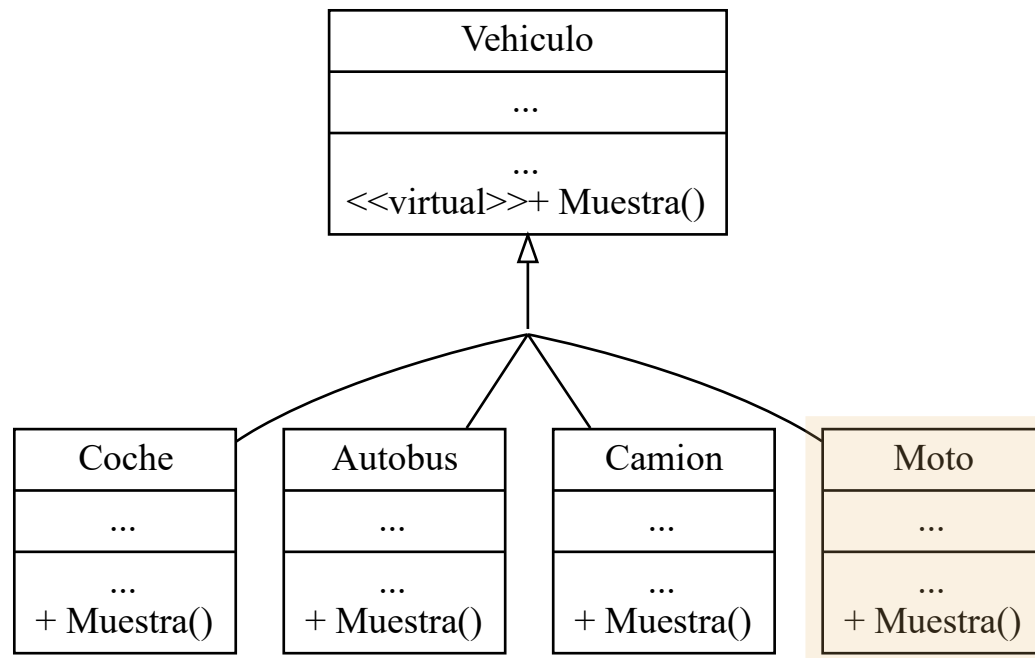 Vehiculo
...
...
<<virtual>>+ Muestra()
Coche
...
...
+ Muestra()
Autobus
...
...
+ Muestra()
Camion
...
...
+ Muestra()
Moto
...
...
+ Muestra()